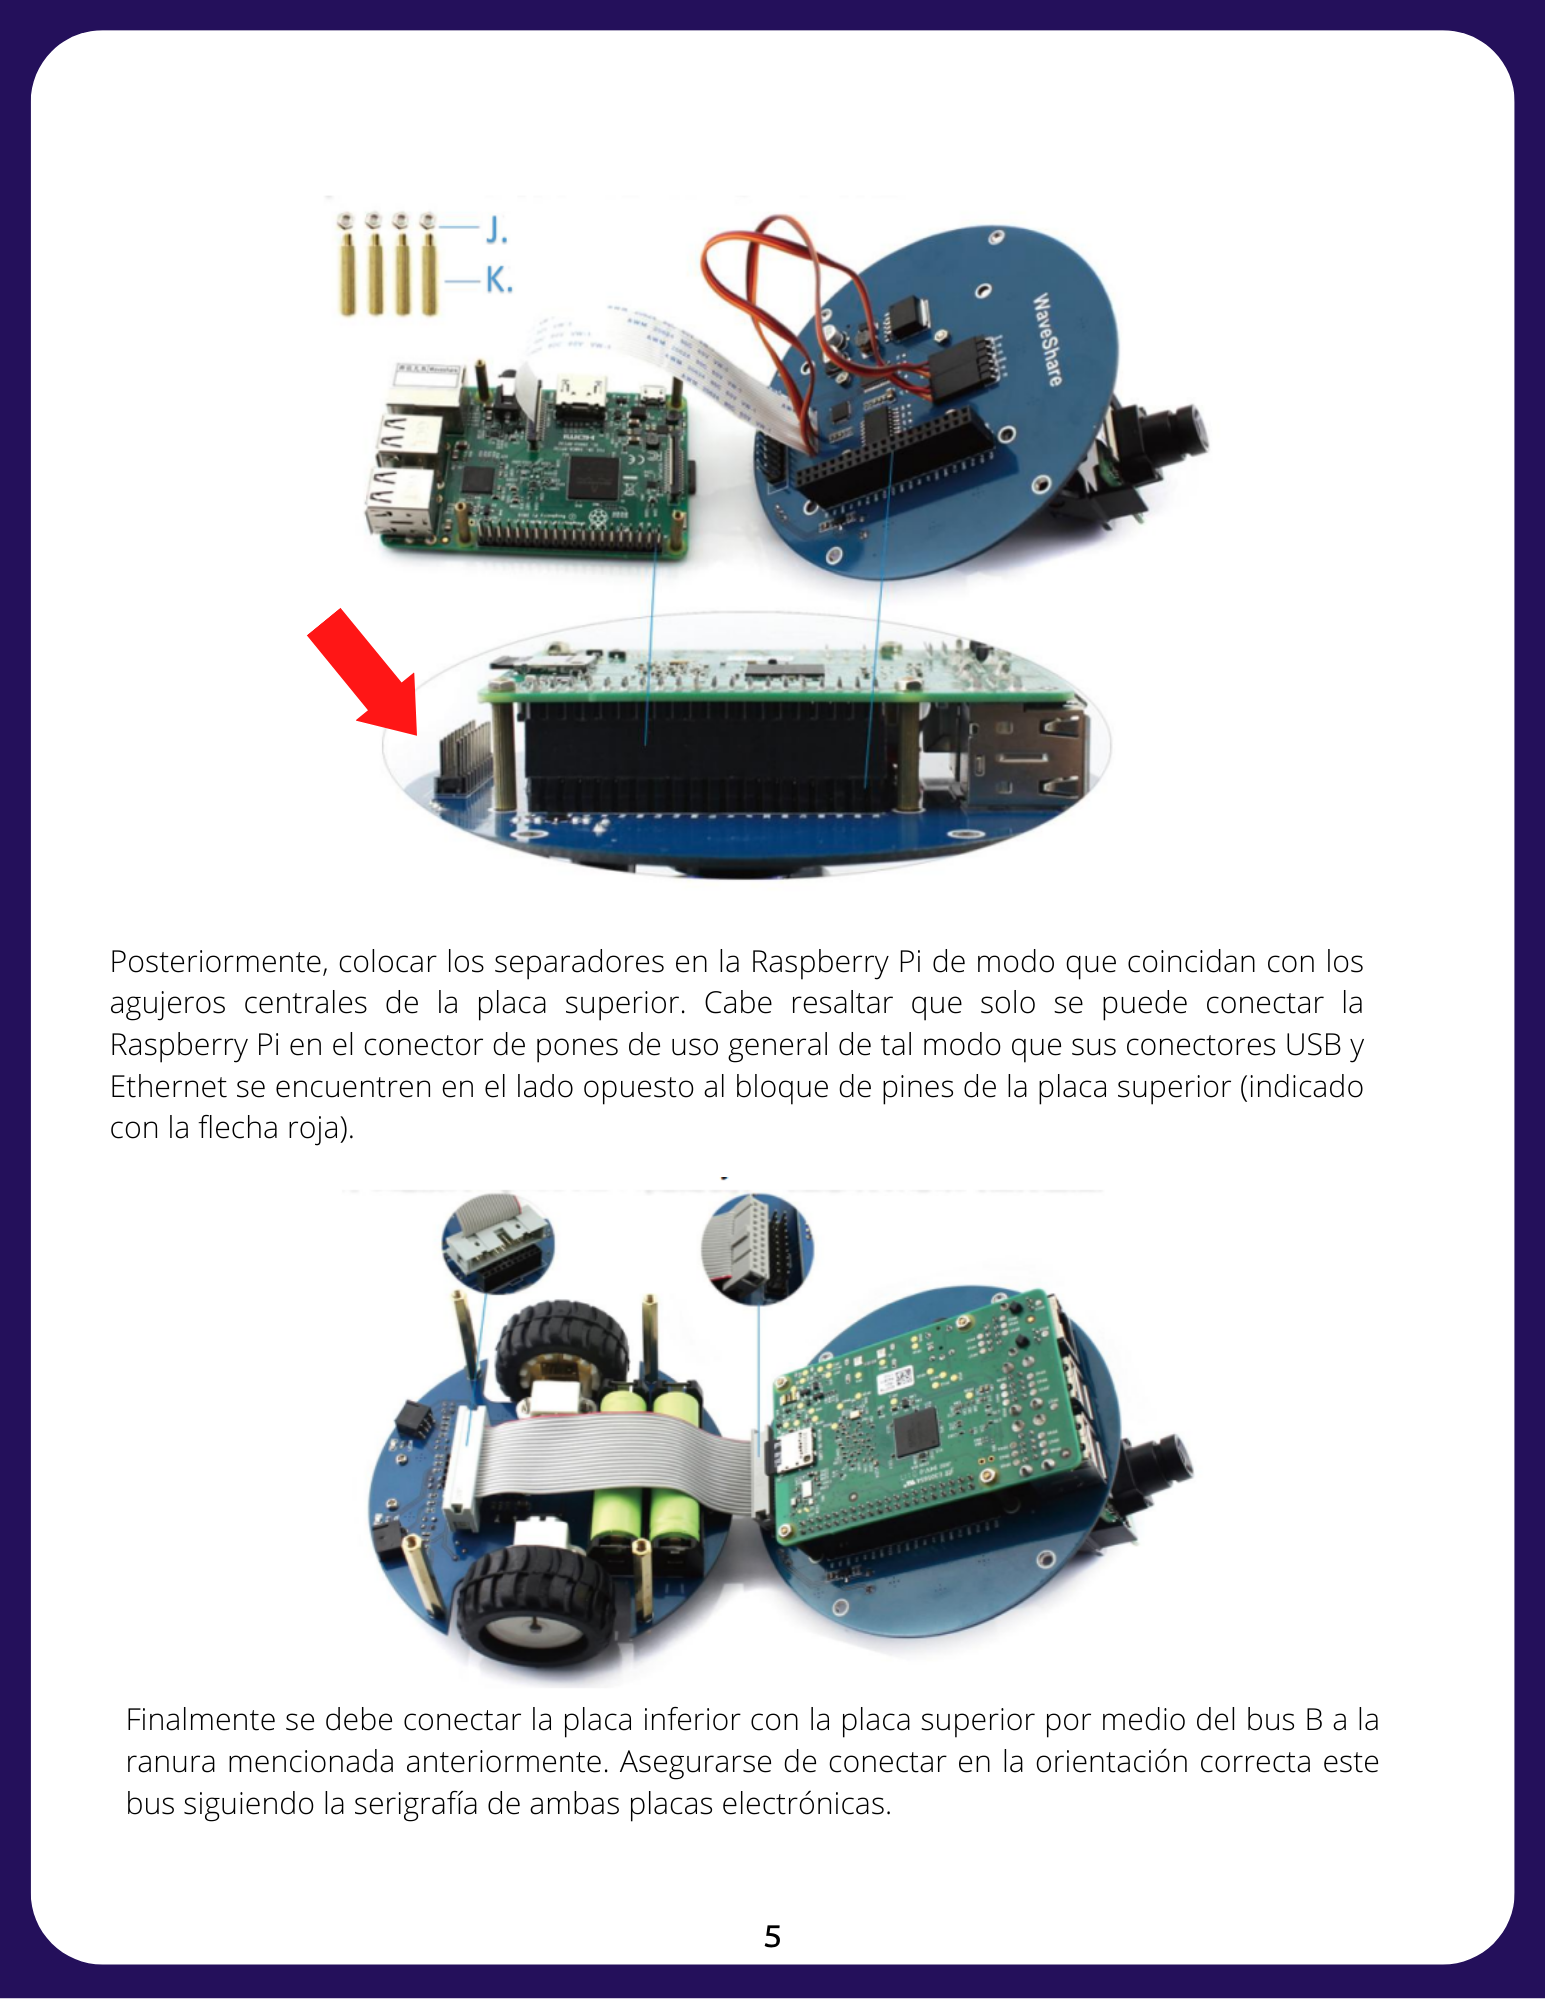 J.
K.
WaveShare
HDMI
Posteriormente, colocar los separadores en la Raspberry Pi de modo que coincidan con los
agujeros centrales de la placa superior. Cabe resaltar que solo se puede conectar la
Raspberry Pi en el conector de pones de uso general de tal modo que sus conectores USB y
Ethernet se encuentren en el lado opuesto al bloque de pines de la placa superior (indicado
con la flecha roja).
Finalmente se debe conectar la placa inferior con la placa superior por medio del bus B a la
ranura mencionada anteriormente. Asegurarse de conectar en la orientación correcta este
bus siguiendo la serigrafía de ambas placas electrónicas.
5